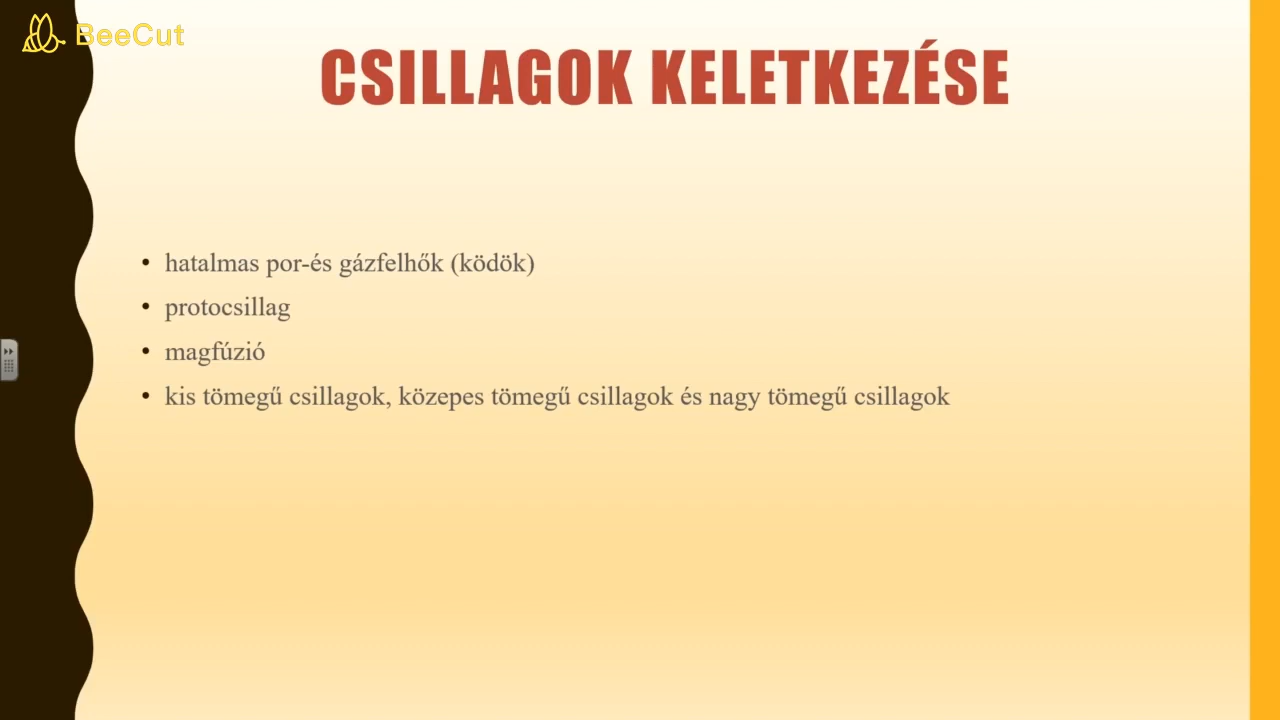 BeeCut
CSILLAGOK KELETKEZÉSE
• hatalmas por-és gázfelhők (ködök)
• protocsillag
• magfúzió
• kis tömegű csillagok, közepes tömegű csillagok és nagy tömegű csillagok